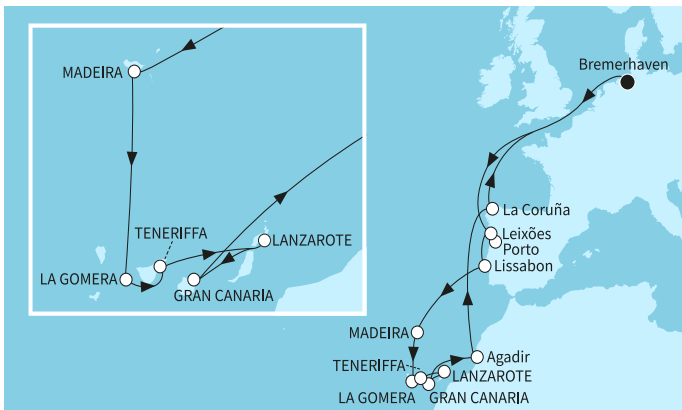 MADEIRA
TENERIFFA
LANZAROTE
LA GOMERA
GRAN CANARIA
Bremerhaven
La Coruña
Leixões
Porto
Lissabon
MADEIRA
Agadir
TENERIFFA
LANZAROTE
LA GOMERA
GRAN CANARIA